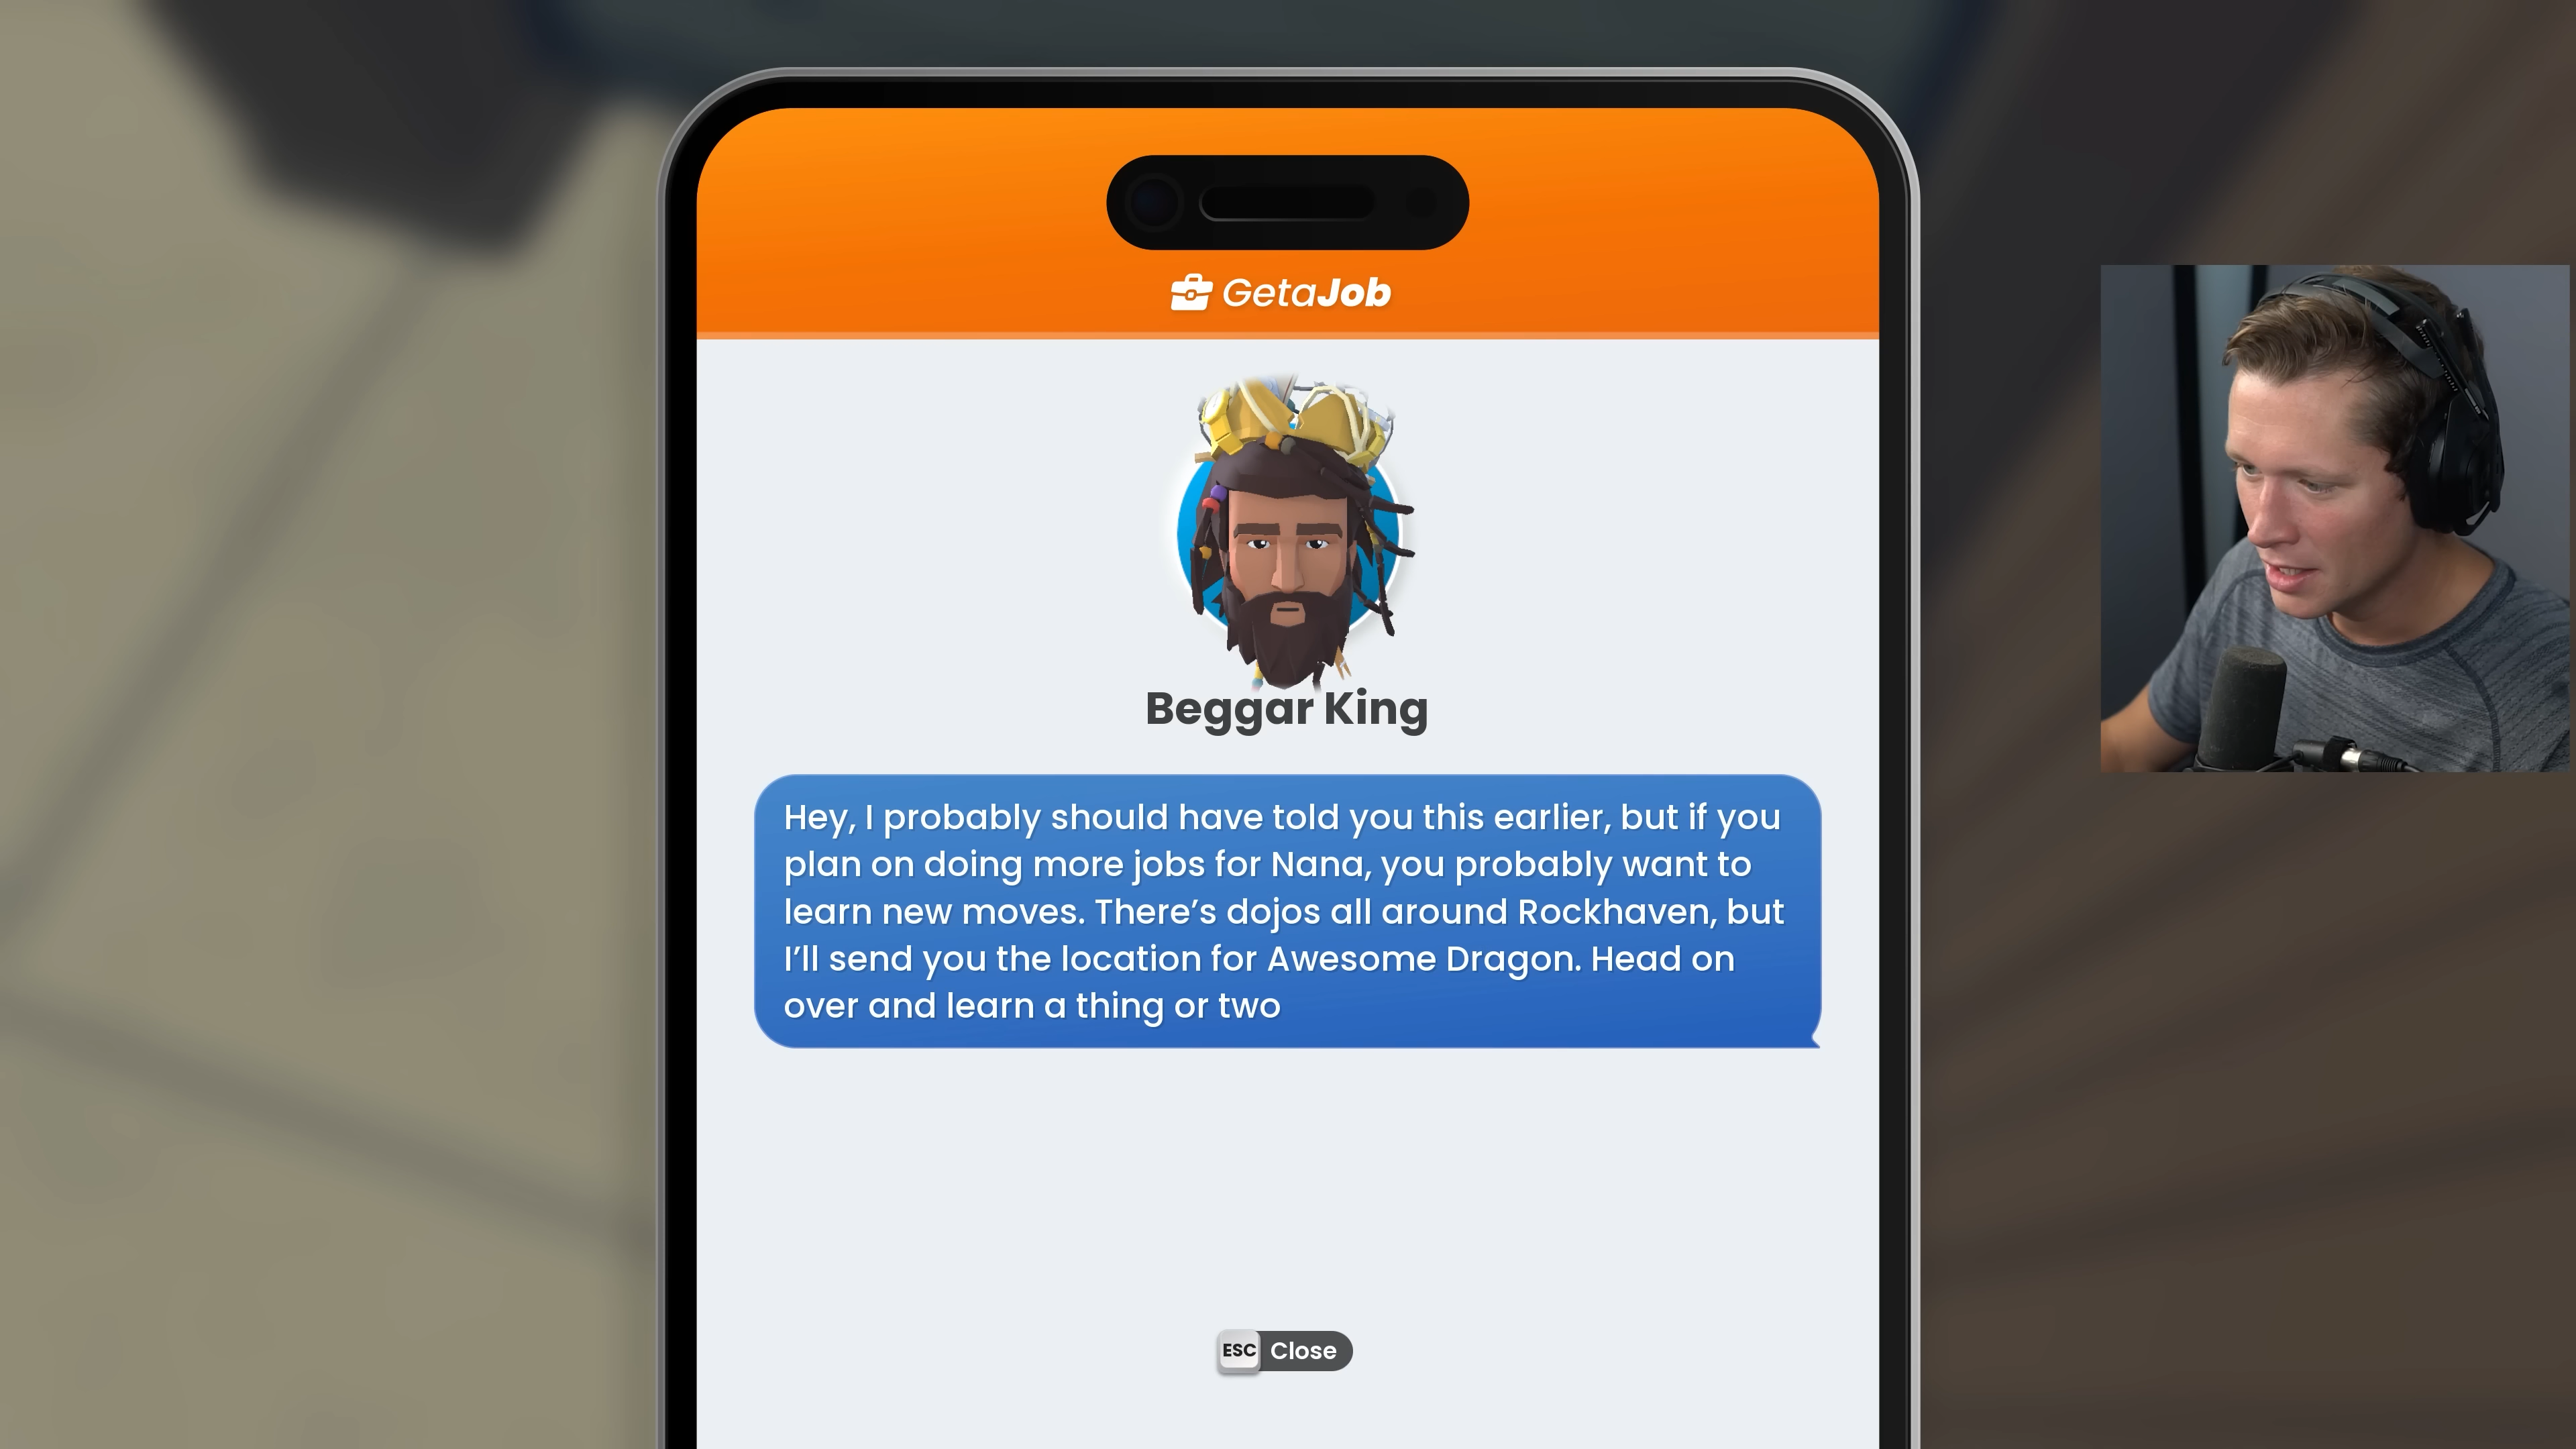 GetaJob
Beggar King
Hey, I probably should have told you this earlier, but if you
plan on doing more jobs for Nana, you probably want to
learn new moves. There’s dojos all around Rockhaven, but
I’ll send you the location for Awesome Dragon. Head on
over and learn a thing or two
ESC Close